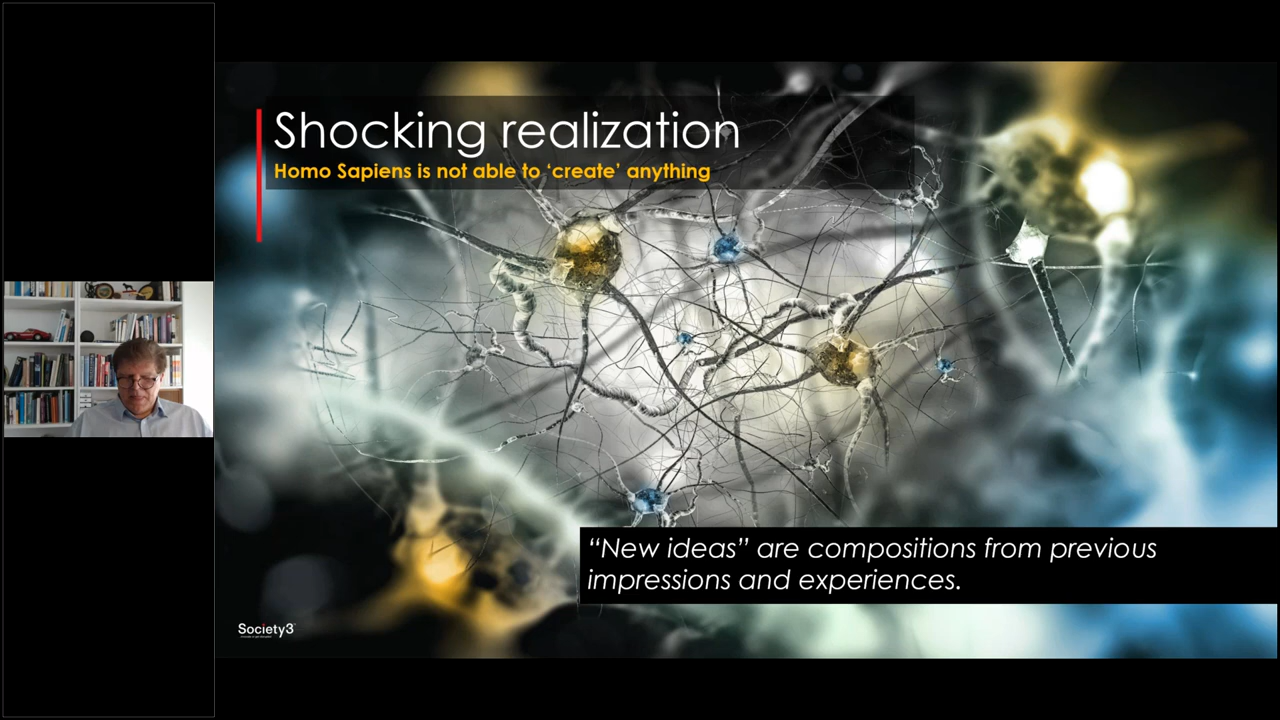 Shocking realization
Homo Sapiens is not able to ‘create’ anything
“New ideas” are compositions from previous
impressions and experiences.
Society3